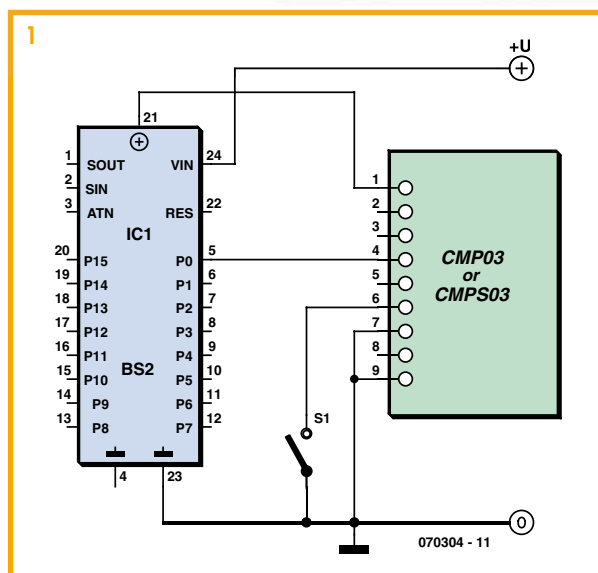 1
+U
+
21
+
1 SOUT VIN 24
2 SIN
3 ATN RES 22
IC1
20 P15 P0 5
19 P14 P1 6
18 P13 P2 7
17 P12 P3 8
16 P11 P4 9
15 P10 BS2 P5 10
14 P9 P6 11
13 P8 P7 12
4 23
S1
1
2
3
4
5
6
7
8
9
CMP03
or
CMPS03
0
070304 - 11